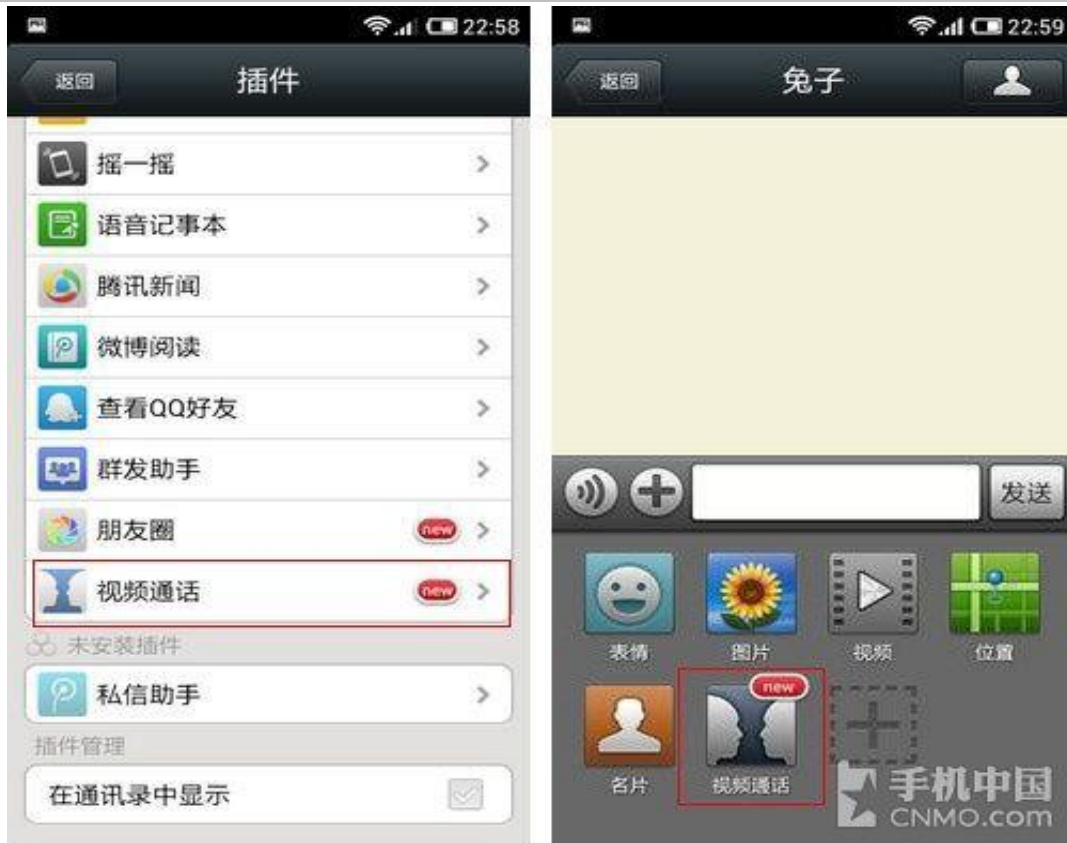 22:58
返回
插件
摇一摇
语音记事本
腾讯新闻
微博阅读
查看QQ好友
群发助手
朋友圈
new
视频通话
new
未安装插件
私信助手
插件管理
在通讯录中显示
22:59
返回
兔子
发送
表情
图片
视频
位置
new
名片
视频通话
手机中国
CNMO.com